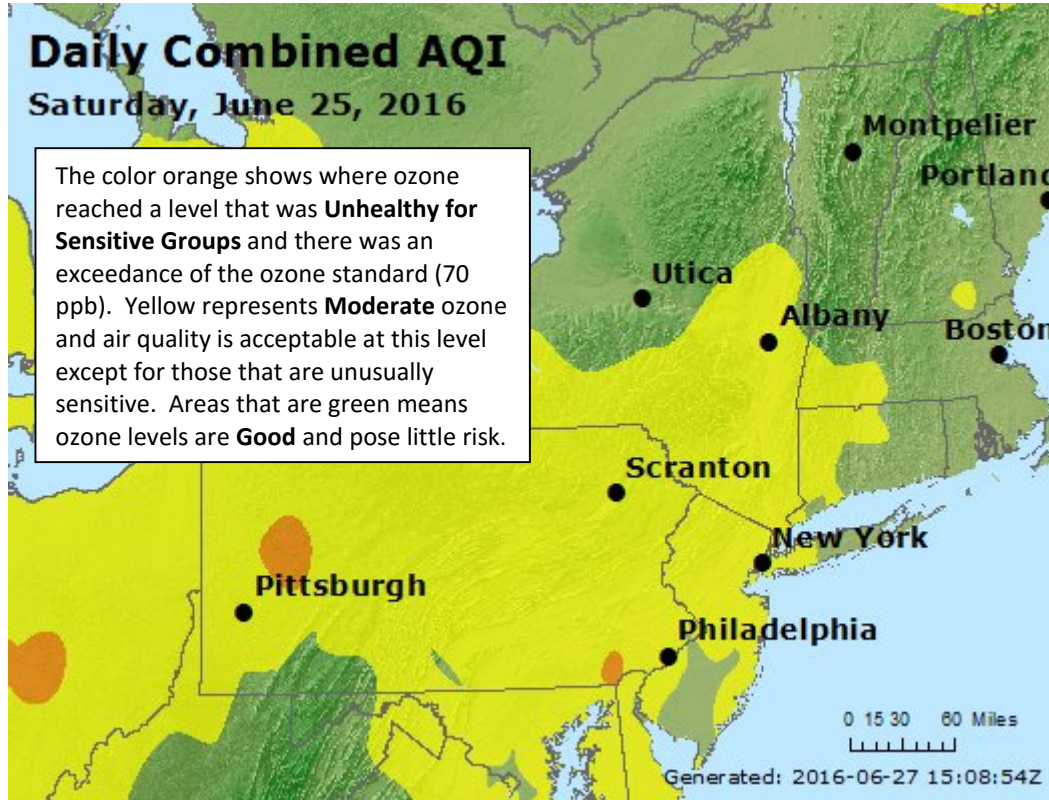 Daily Combined AQI
Saturday, June 25, 2016
The color orange shows where ozone
reached a level that was Unhealthy for
Sensitive Groups and there was an
exceedance of the ozone standard (70
ppb).  Yellow represents Moderate ozone
and air quality is acceptable at this level
except for those that are unusually
sensitive.  Areas that are green means
ozone levels are Good and pose little risk.
Montpelier
Portland
Utica
Albany
Boston
Scranton
New York
Pittsburgh
Philadelphia
0 15 30 60 Miles
Generated: 2016-06-27 15:08:54Z